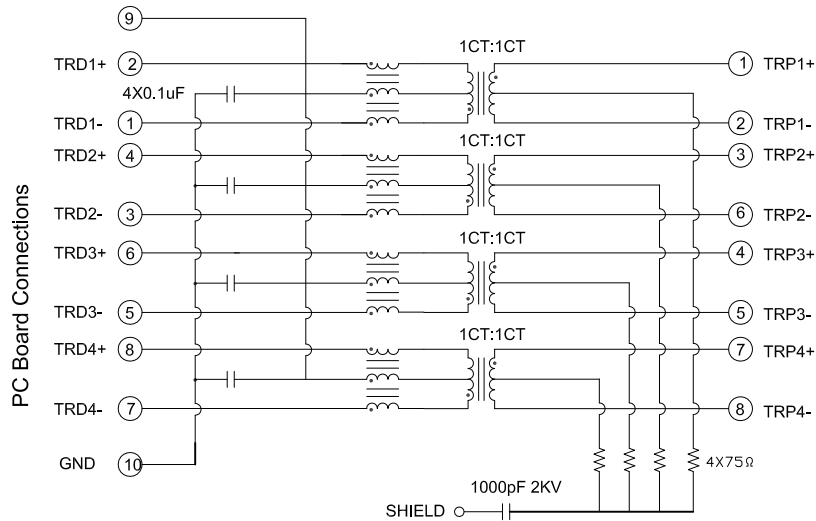 9
1CT:1CT
TRD1+ 2 1 TRP1+
4X0.1uF
TRD1- 1 2 TRP1-
TRD2+ 4 1CT:1CT 3 TRP2+
TRD2- 3 6 TRP2-
1CT:1CT
TRD3+ 6 4 TRP3+
TRD3- 5 5 TRP3-
1CT:1CT
TRD4+ 8 7 TRP4+
TRD4- 7 8 TRP4-
GND 10
4X75Ω
1000pF 2KV
SHIELD
PC Board Connections